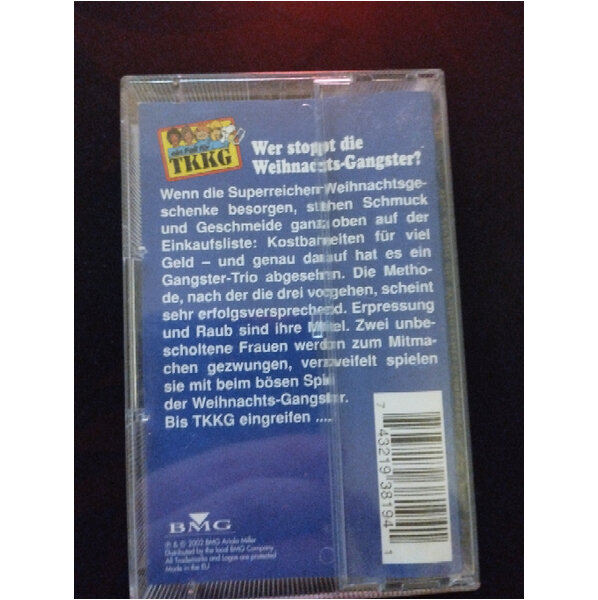 ein Fall für
TKKG
Wer stoppt die
Weihnachts-Gangster?
Wenn die Superreichen Weihnachtsge-
schenke besorgen, stehen Schmuck
und Geschmeide ganz oben auf der
Einkaufsliste: Kostbarkeiten für viel
Geld – und genau darauf hat es ein
Gangster-Trio abgesehen. Die Metho-
de, nach der die drei vorgehen, scheint
sehr erfolgsversprechend. Erpressung
und Raub sind ihre Mittel. Zwei unbe-
scholtene Frauen werden zum Mitma-
chen gezwungen, verzweifelt spielen
sie mit beim bösen Spiel
der Weihnachts-Gangster.
Bis TKKG eingreifen ....
7 43219 38194 1
BMG
℗ & © 2002 BMG Ariola Miller
Distributed by the local BMG Company
All Trademarks and Logos are protected
Made in the EU